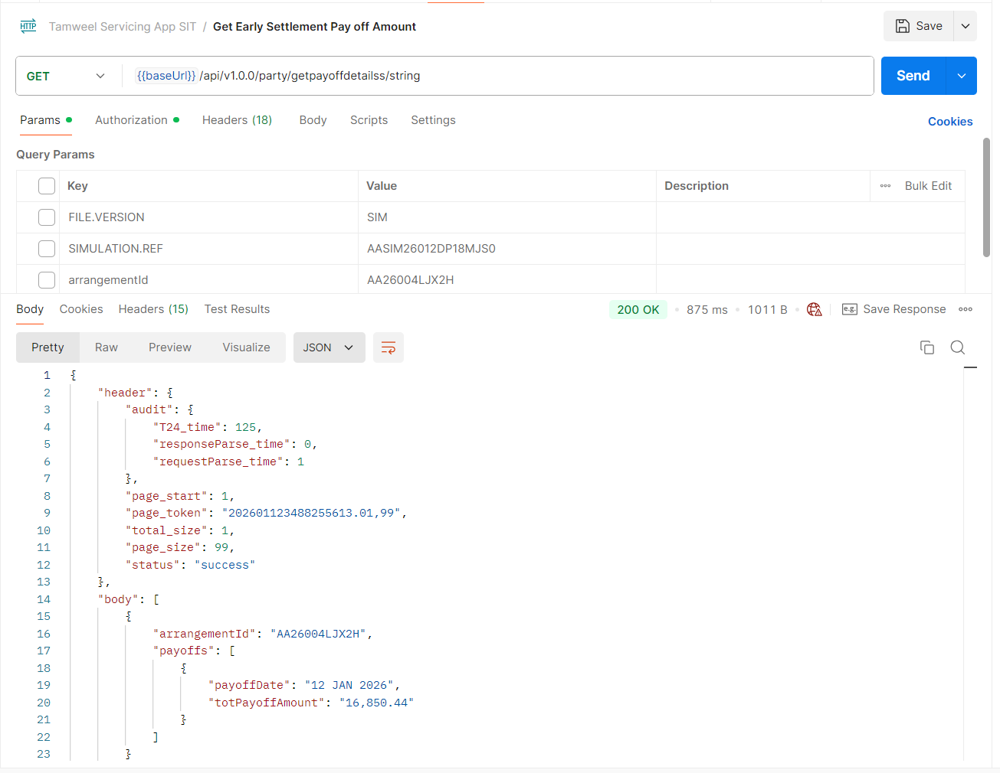 HTTP Tamweel Servicing App SIT / Get Early Settlement Pay off Amount Save
GET {{baseUrl}} /api/v1.0.0/party/getpayoffdetailss/string Send
Params Authorization Headers (18) Body Scripts Settings Cookies
Query Params
Key Value Description Bulk Edit
FILE.VERSION SIM
SIMULATION.REF AASIM26012DP18MJS0
arrangementId AA26004LJX2H
Body Cookies Headers (15) Test Results 200 OK 875 ms 1011 B e.g. Save Response
Pretty Raw Preview Visualize JSON
1 {
2 "header": {
3 "audit": {
4 "T24_time": 125,
5 "responseParse_time": 0,
6 "requestParse_time": 1
7 },
8 "page_start": 1,
9 "page_token": "202601123488255613.01,99",
10 "total_size": 1,
11 "page_size": 99,
12 "status": "success"
13 },
14 "body": [
15 {
16 "arrangementId": "AA26004LJX2H",
17 "payoffs": [
18 {
19 "payoffDate": "12 JAN 2026",
20 "totPayoffAmount": "16,850.44"
21 }
22 ]
23 }